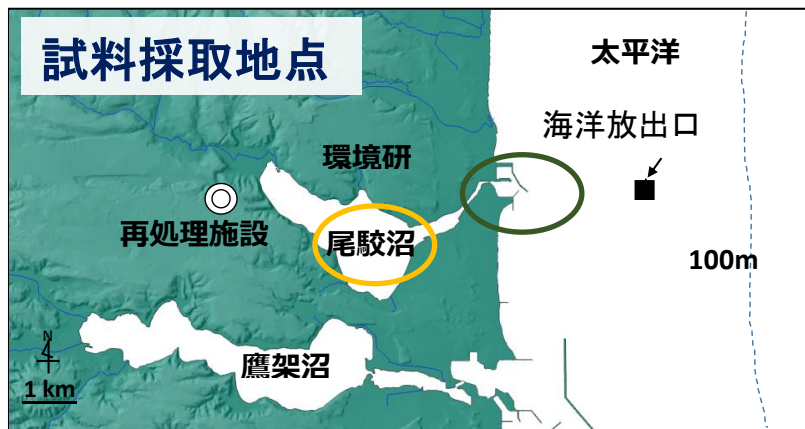 試料採取地点
太平洋
海洋放出口
環境研
再処理施設
尾駮沼
100m
鷹架沼
N
1 km